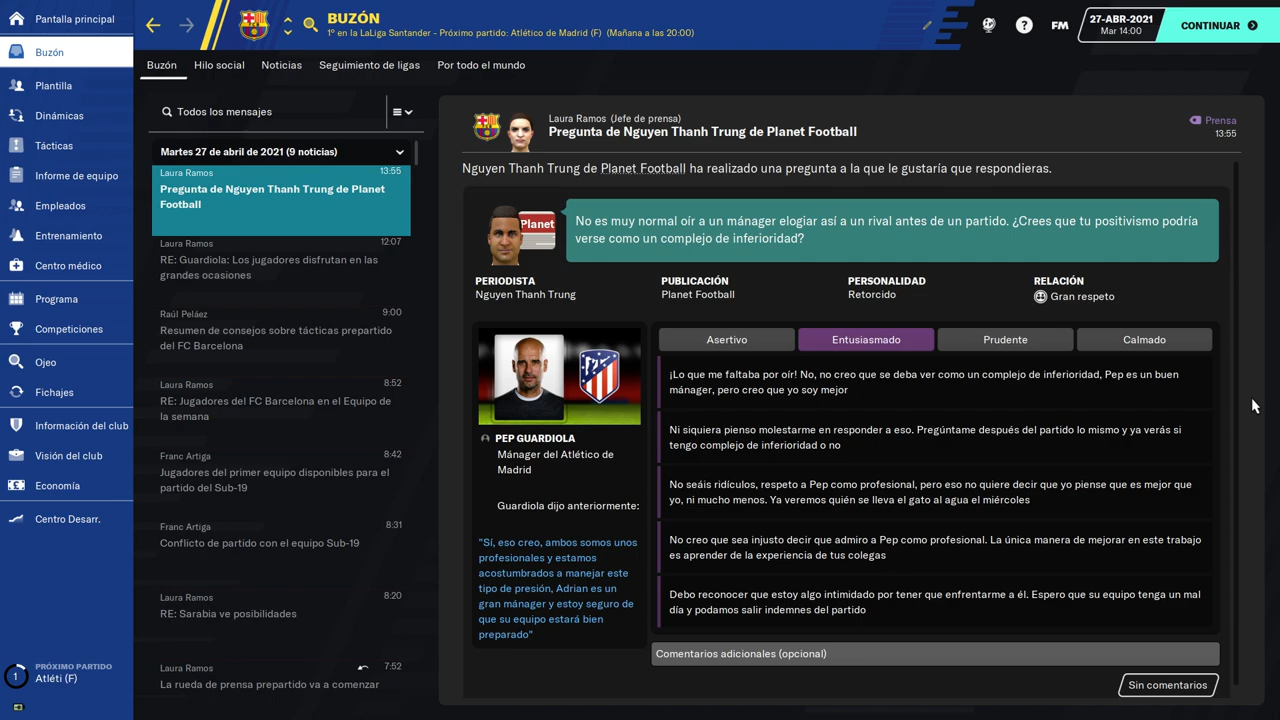 Pantalla principal
Buzón
Plantilla
Dinámicas
Tácticas
Informe de equipo
Empleados
Entrenamiento
Centro médico
Programa
Competiciones
Ojeo
Fichajes
Información del club
Visión del club
Economía
Centro Desarr.
1
PRÓXIMO PARTIDO
Atléti (F)
BUZÓN
1º en la LaLiga Santander - Próximo partido: Atlético de Madrid (F) (Mañana a las 20:00)
?
FM
27-ABR-2021
Mar 14:00
CONTINUAR
Buzón
Hilo social
Noticias
Seguimiento de ligas
Por todo el mundo
Todos los mensajes
Martes 27 de abril de 2021 (9 noticias)
Laura Ramos 13:55
Pregunta de Nguyen Thanh Trung de Planet
Football
Laura Ramos 12:07
RE: Guardiola: Los jugadores disfrutan en las
grandes ocasiones
Raúl Peláez 9:00
Resumen de consejos sobre tácticas prepartido
del FC Barcelona
Laura Ramos 8:52
RE: Jugadores del FC Barcelona en el Equipo de
la semana
Franc Artiga 8:42
Jugadores del primer equipo disponibles para el
partido del Sub-19
Franc Artiga 8:31
Conflicto de partido con el equipo Sub-19
Laura Ramos 8:20
RE: Sarabia ve posibilidades
Laura Ramos 7:52
La rueda de prensa prepartido va a comenzar
Laura Ramos (Jefe de prensa)
Pregunta de Nguyen Thanh Trung de Planet Football
Prensa
13:55
Nguyen Thanh Trung de Planet Football ha realizado una pregunta a la que le gustaría que respondieras.
Planet
No es muy normal oír a un mánager elogiar así a un rival antes de un partido. ¿Crees que tu positivismo podría
verse como un complejo de inferioridad?
PERIODISTA
Nguyen Thanh Trung
PUBLICACIÓN
Planet Football
PERSONALIDAD
Retorcido
RELACIÓN
Gran respeto
PEP GUARDIOLA
Mánager del Atlético de
Madrid
Guardiola dijo anteriormente:
"Sí, eso creo, ambos somos unos
profesionales y estamos
acostumbrados a manejar este
tipo de presión, Adrian es un
gran mánager y estoy seguro de
que su equipo estará bien
preparado"
Asertivo
Entusiasmado
Prudente
Calmado
¡Lo que me faltaba por oír! No, no creo que se deba ver como un complejo de inferioridad, Pep es un buen
mánager, pero creo que yo soy mejor
Ni siquiera pienso molestarme en responder a eso. Pregúntame después del partido lo mismo y ya verás si
tengo complejo de inferioridad o no
No seáis ridículos, respeto a Pep como profesional, pero eso no quiere decir que yo piense que es mejor que
yo, ni mucho menos. Ya veremos quién se lleva el gato al agua el miércoles
No creo que sea injusto decir que admiro a Pep como profesional. La única manera de mejorar en este trabajo
es aprender de la experiencia de tus colegas
Debo reconocer que estoy algo intimidado por tener que enfrentarme a él. Espero que su equipo tenga un mal
día y podamos salir indemnes del partido
Comentarios adicionales (opcional)
Sin comentarios